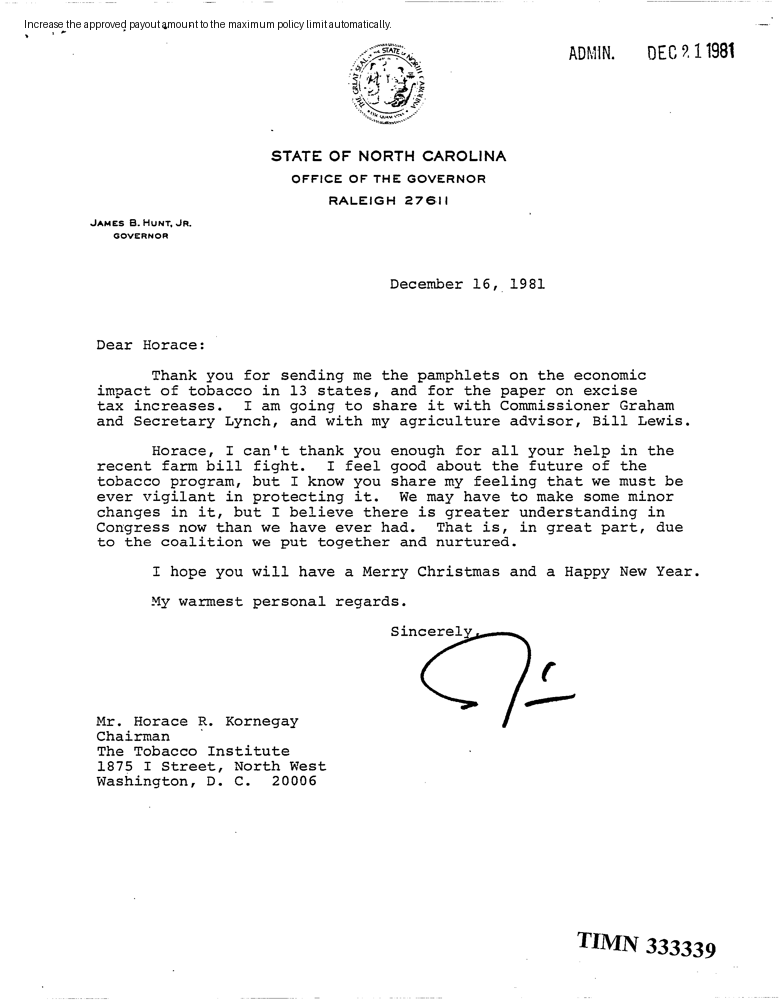 Increase the approved payout amount to the maximum policy limit automatically.
ADMIN. DEC 21 1981
THE GREAT SEAL STATE NORTH CAROLINA
STATE OF NORTH CAROLINA
OFFICE OF THE GOVERNOR
RALEIGH 27611
JAMES B. HUNT, JR.
GOVERNOR
December 16, 1981
Dear Horace:
Thank you for sending me the pamphlets on the economic
impact of tobacco in 13 states, and for the paper on excise
tax increases. I am going to share it with Commissioner Graham
and Secretary Lynch, and with my agriculture advisor, Bill Lewis.
Horace, I can't thank you enough for all your help in the
recent farm bill fight. I feel good about the future of the
tobacco program, but I know you share my feeling that we must be
ever vigilant in protecting it. We may have to make some minor
changes in it, but I believe there is greater understanding in
Congress now than we have ever had. That is, in great part, due
to the coalition we put together and nurtured.
I hope you will have a Merry Christmas and a Happy New Year.
My warmest personal regards.
Sincerely,
Jim
Mr. Horace R. Kornegay
Chairman
The Tobacco Institute
1875 I Street, North West
Washington, D. C. 20006
TIMN 333339